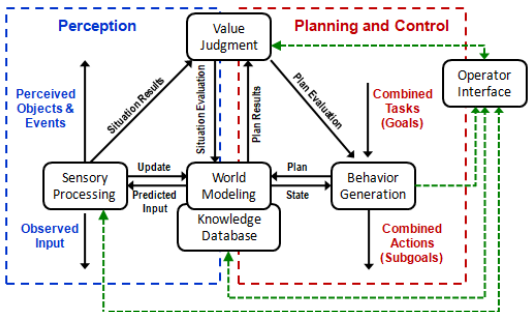 Perception
Value
Judgment
Planning and Control
Perceived
Objects &
Events
Situation Results
Situation Evaluation
Plan Results
Plan Evaluation
Combined
Tasks
(Goals)
Operator
Interface
Sensory
Processing
Update
Predicted
Input
World
Modeling
Plan
State
Behavior
Generation
Knowledge
Database
Observed
Input
Combined
Actions
(Subgoals)